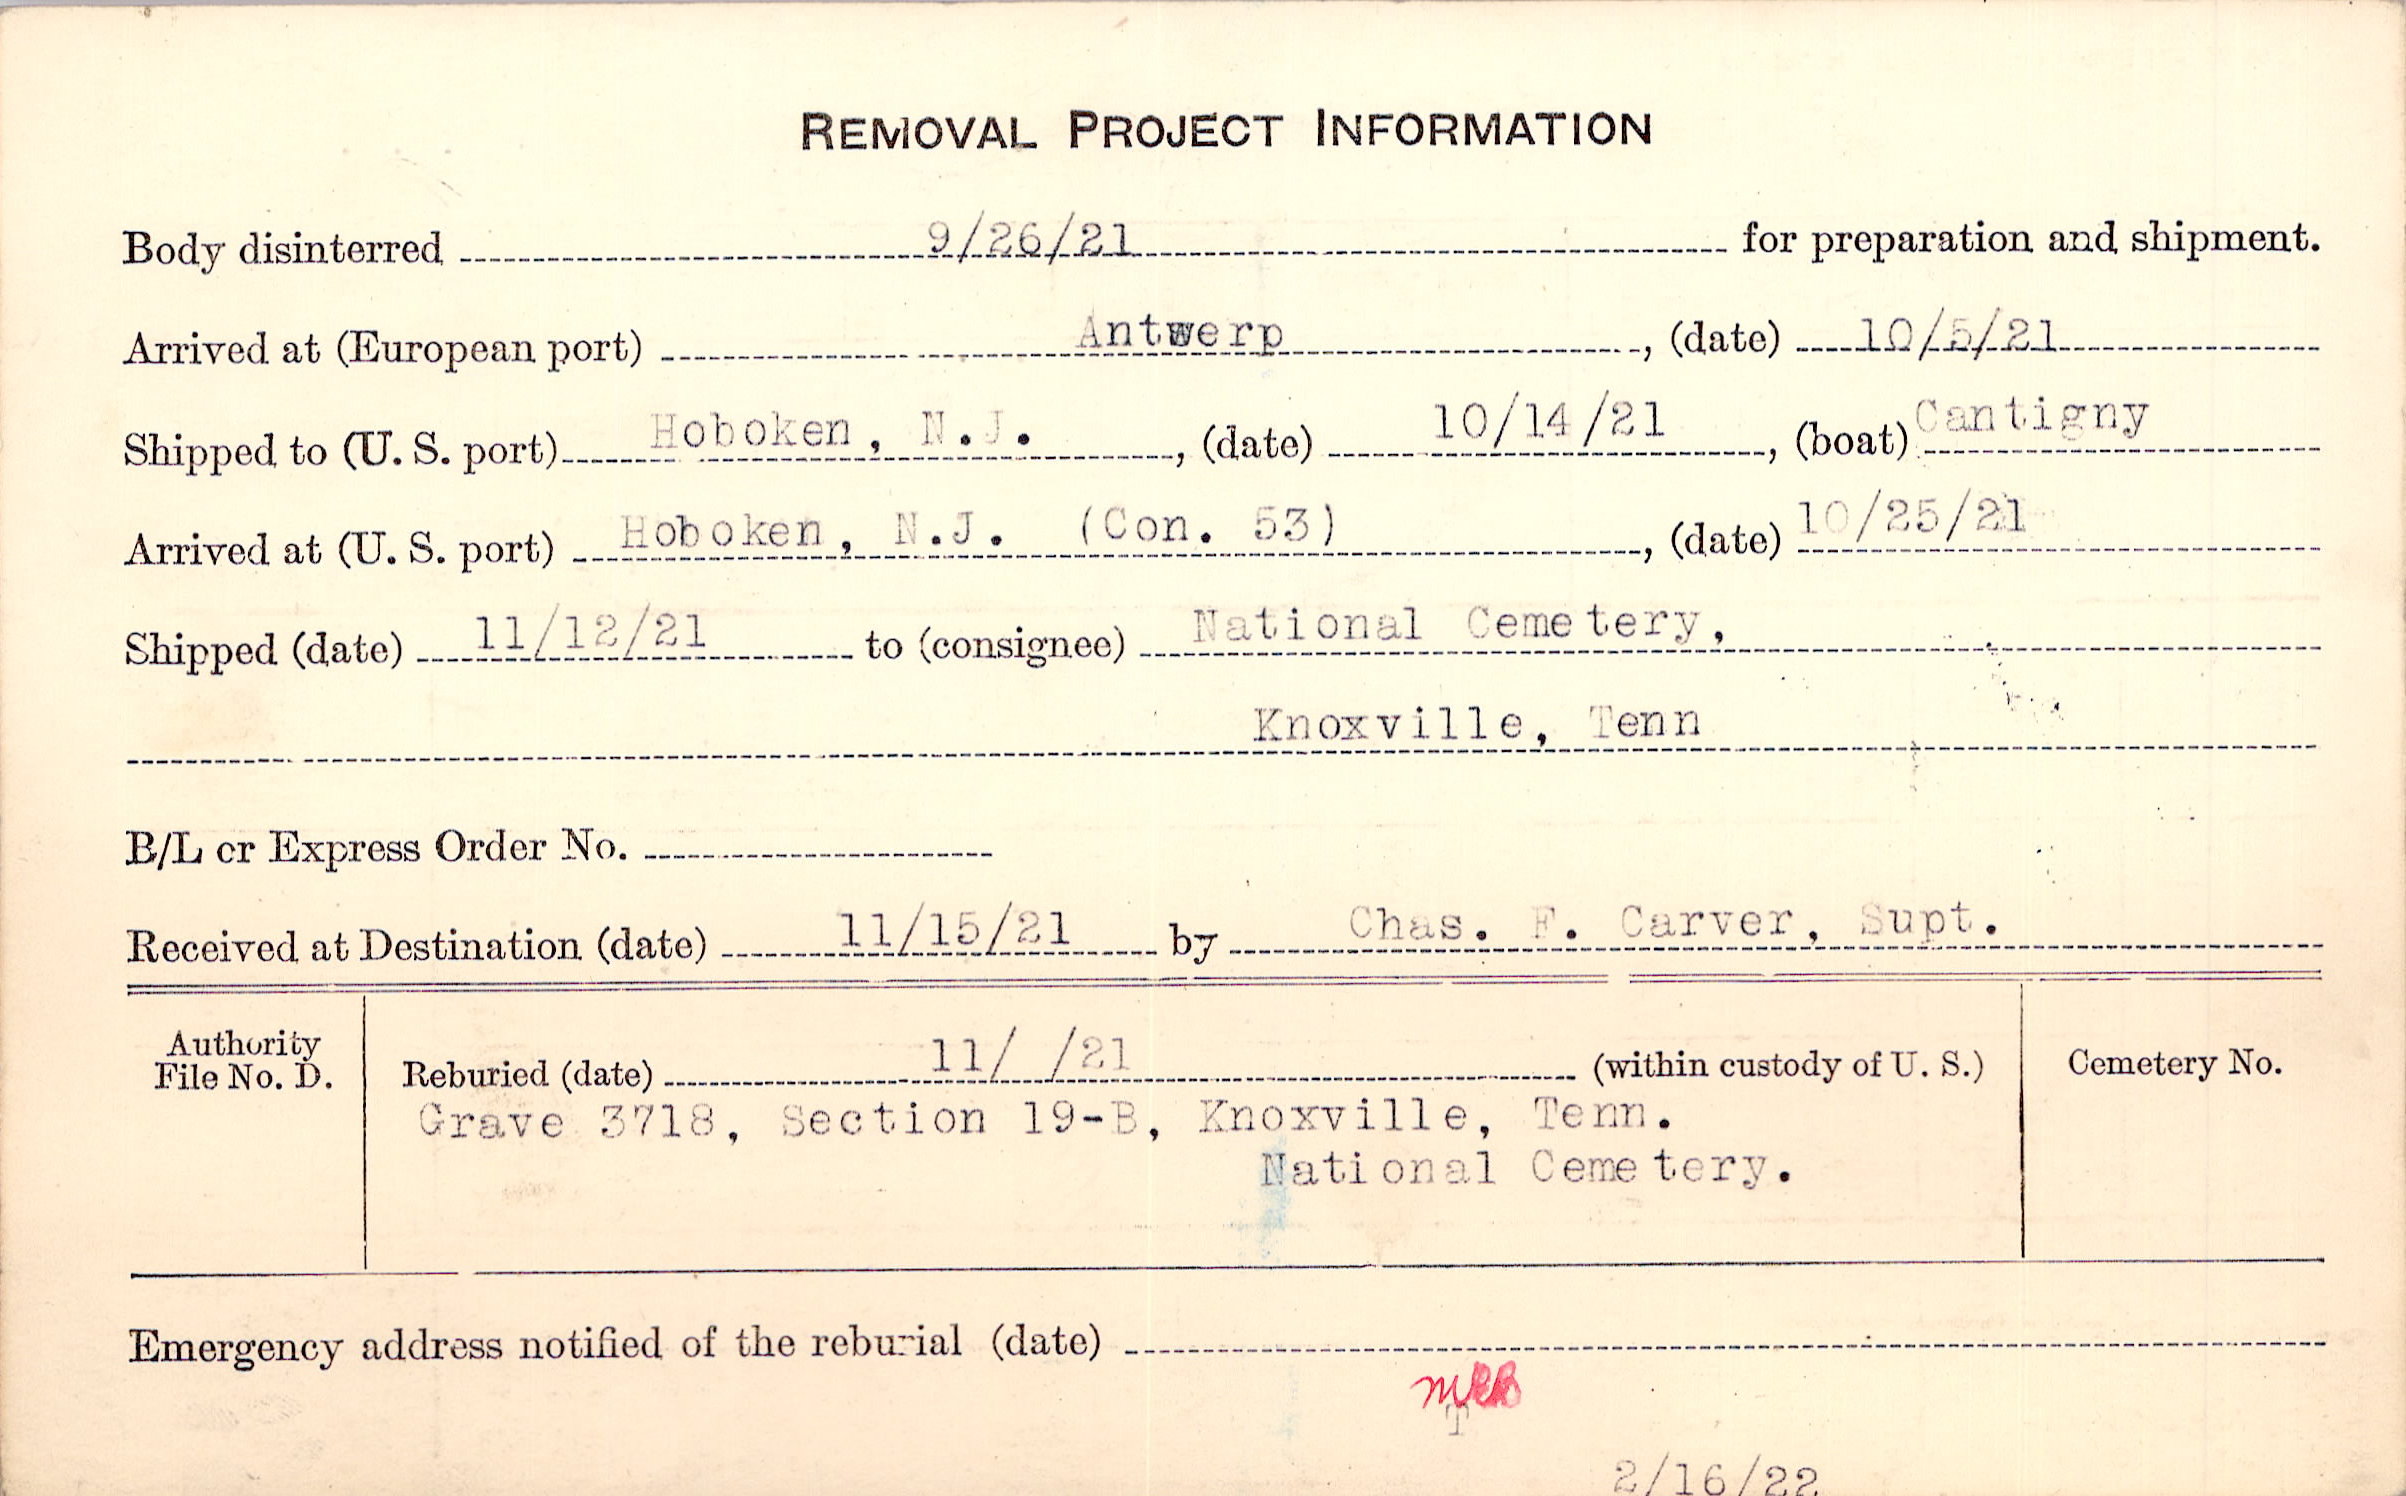 REMOVAL PROJECT INFORMATION
Body disinterred 9/26/21 for preparation and shipment.
Arrived at (European port) Antwerp, (date) 10/5/21
Shipped to (U. S. port) Hoboken, N.J., (date) 10/14/21, (boat) Cantigny
Arrived at (U. S. port) Hoboken, N.J. (Con. 53), (date) 10/25/21
Shipped (date) 11/12/21 to (consignee) National Cemetery,
Knoxville, Tenn
B/L or Express Order No.
Received at Destination (date) 11/15/21 by Chas. F. Carver, Supt.
Authority
File No. D.
Reburied (date) 11/ /21 (within custody of U. S.)
Grave 3718, Section 19-B, Knoxville, Tenn.
National Cemetery.
Cemetery No.
Emergency address notified of the reburial (date)
T
2/16/22